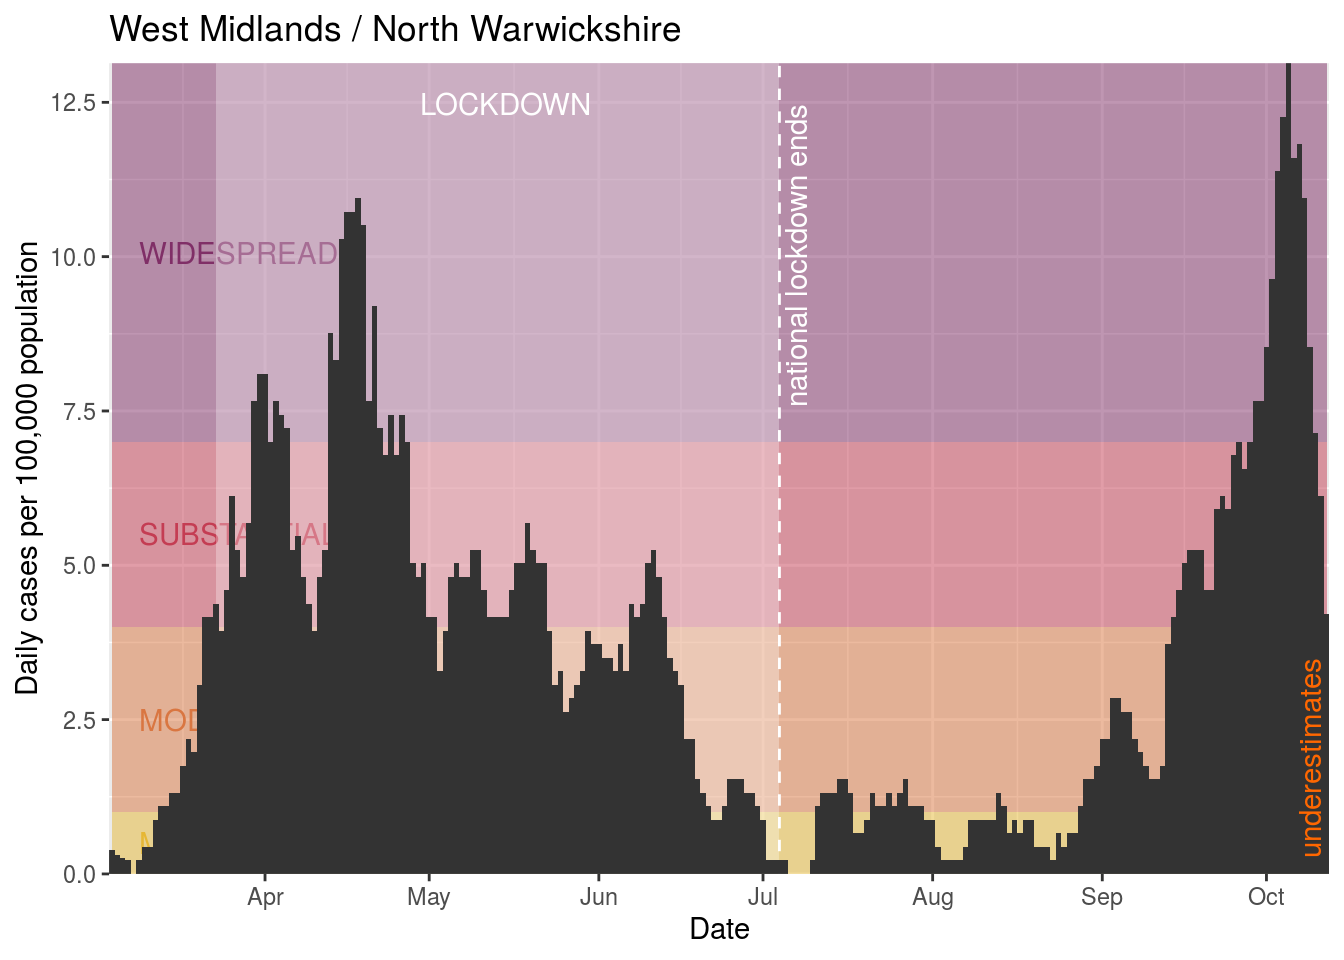 West Midlands / North Warwickshire
Daily cases per 100,000 population
12.5
10.0
7.5
5.0
2.5
0.0
LOCKDOWN
WIDESPREAD
SUBSTANTIAL
national lockdown ends
underestimates
Apr
May
Jun
Jul
Aug
Sep
Oct
Date